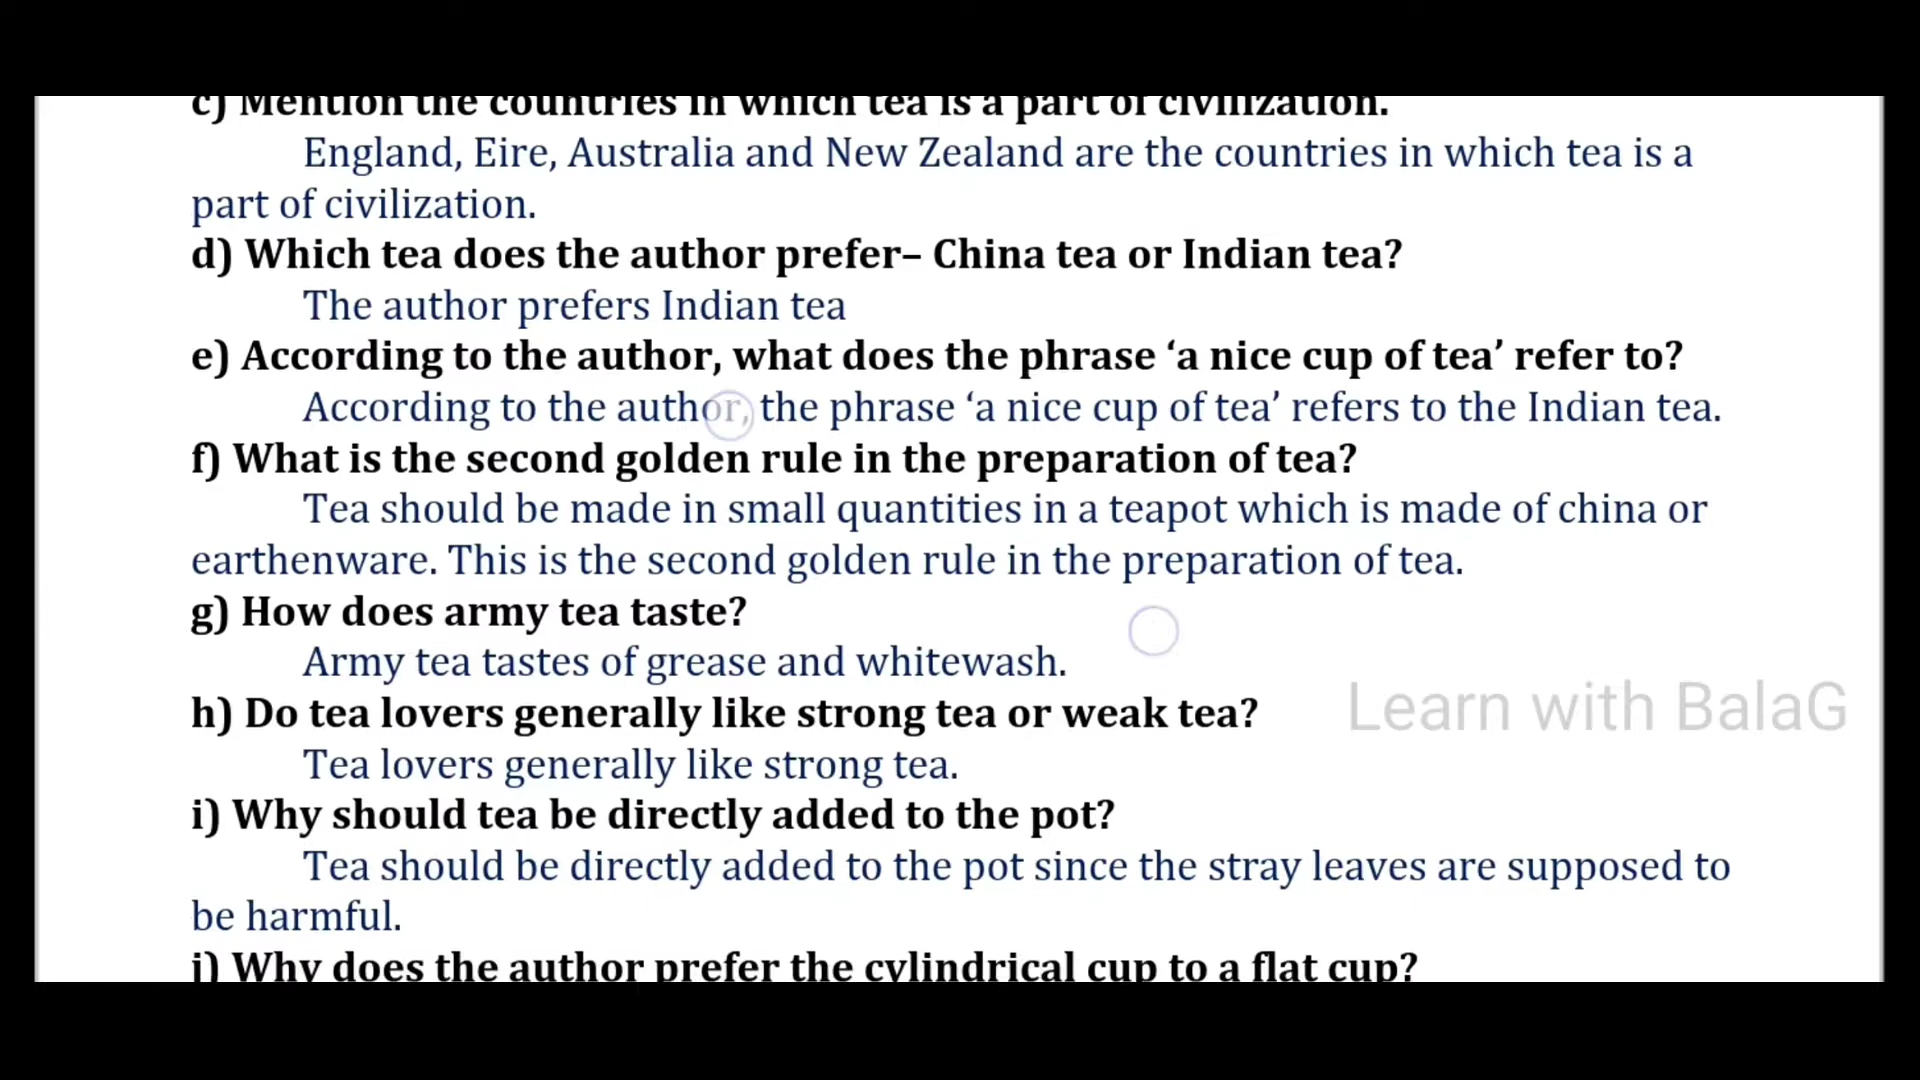 c) Mention the countries in which tea is a part of civilization.
England, Eire, Australia and New Zealand are the countries in which tea is a
part of civilization.
d) Which tea does the author prefer– China tea or Indian tea?
The author prefers Indian tea
e) According to the author, what does the phrase ‘a nice cup of tea’ refer to?
According to the author, the phrase ‘a nice cup of tea’ refers to the Indian tea.
f) What is the second golden rule in the preparation of tea?
Tea should be made in small quantities in a teapot which is made of china or
earthenware. This is the second golden rule in the preparation of tea.
g) How does army tea taste?
Army tea tastes of grease and whitewash.
h) Do tea lovers generally like strong tea or weak tea?
Learn with BalaG
Tea lovers generally like strong tea.
i) Why should tea be directly added to the pot?
Tea should be directly added to the pot since the stray leaves are supposed to
be harmful.
j) Why does the author prefer the cylindrical cup to a flat cup?